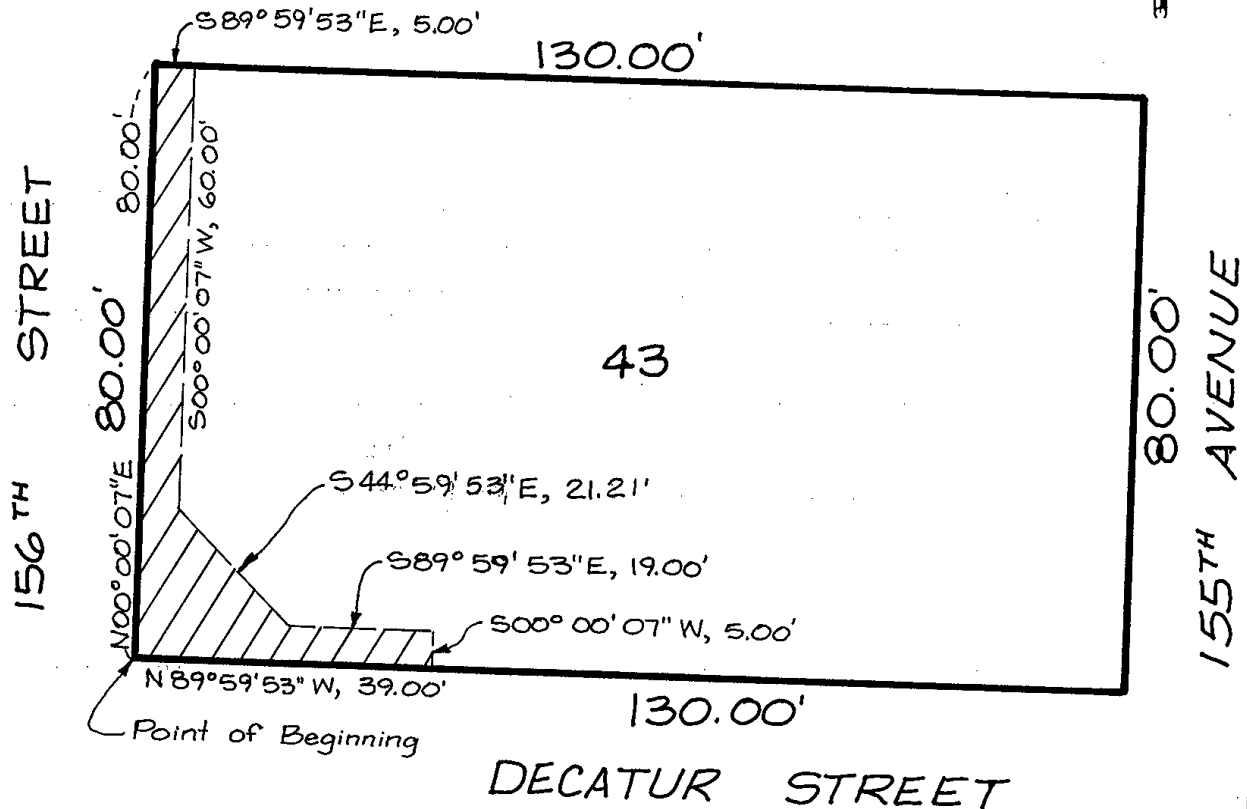 S89°59'53"E, 5.00'
130.00'
80.00'
S00°00'07"W, 60.00'
156TH STREET
80.00'
N00°00'07"E
43
80.00'
155TH AVENUE
S44°59'53"E, 21.21'
S89°59'53"E, 19.00'
S00°00'07"W, 5.00'
N89°59'53"W, 39.00'
130.00'
Point of Beginning
DECATUR STREET